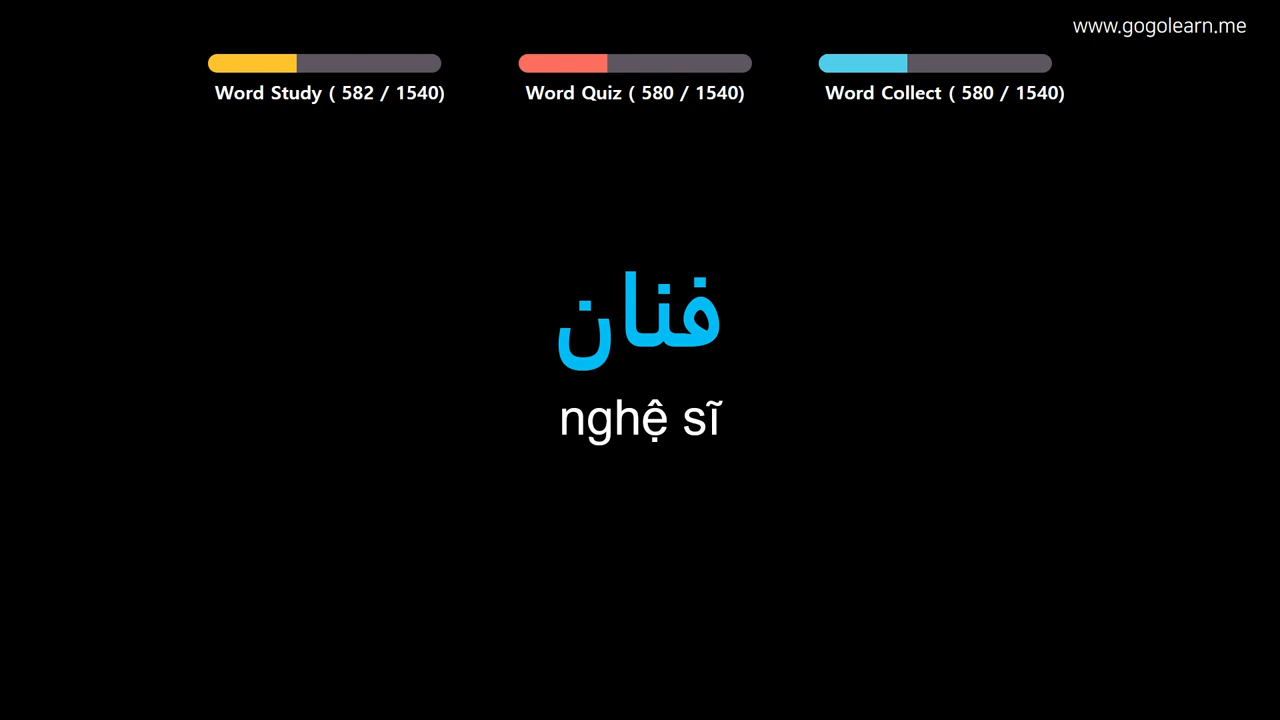 www.gogolearn.me
Word Study ( 582 / 1540)
Word Quiz ( 580 / 1540)
Word Collect ( 580 / 1540)
فنان
nghệ sĩ